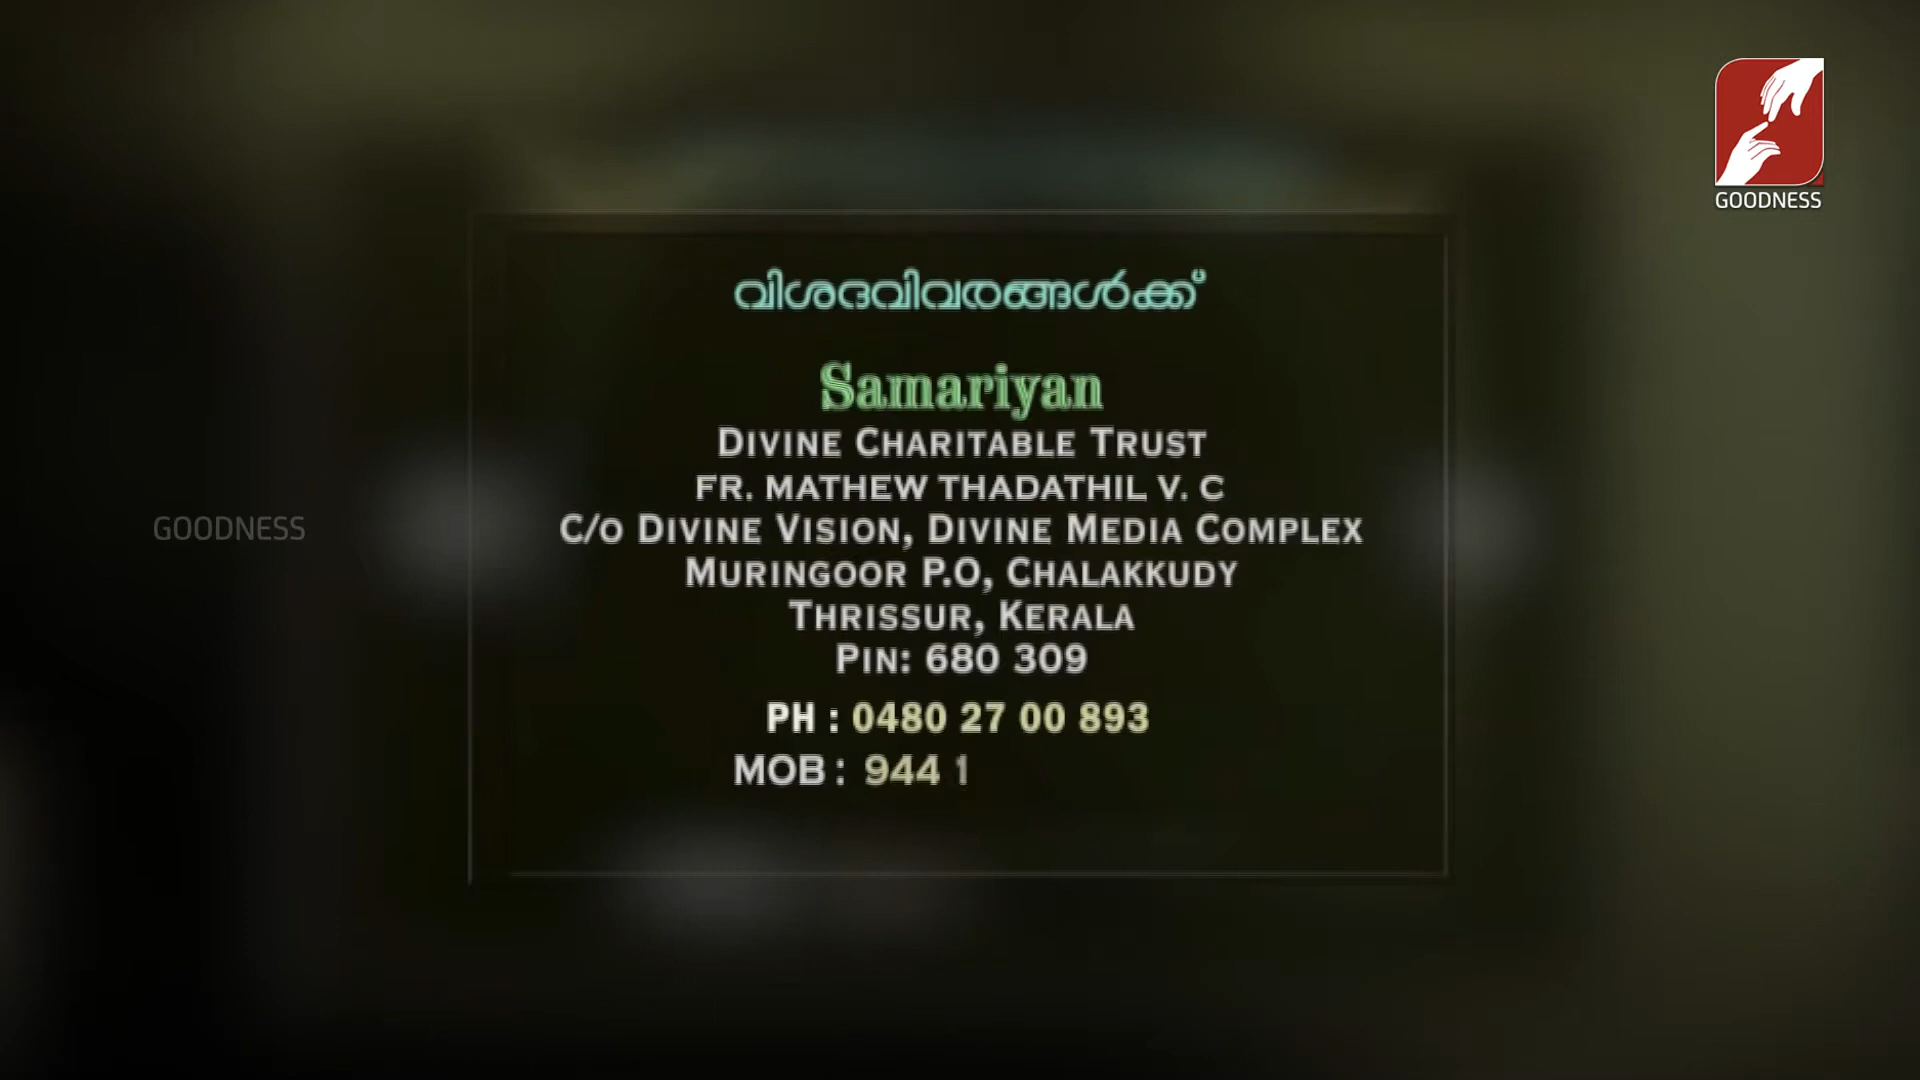 GOODNESS
വിശദവിവരങ്ങൾക്ക്
Samariyan
DIVINE CHARITABLE TRUST
FR. MATHEW THADATHIL V. C
C/O DIVINE VISION, DIVINE MEDIA COMPLEX
GOODNESS
MURINGOOR P.O, CHALAKKUDY
THRISSUR, KERALA
PIN: 680 309
PH : 0480 27 00 893
MOB : 944 1